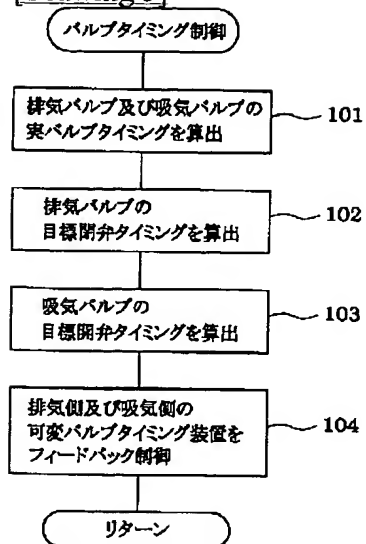 バルブタイミング制御
排気バルブ及び吸気バルブの
実バルブタイミングを算出
101
排気バルブの
目標閉弁タイミングを算出
102
吸気バルブの
目標開弁タイミングを算出
103
排気側及び吸気側の
可変バルブタイミング装置を
フィードバック制御
104
リターン